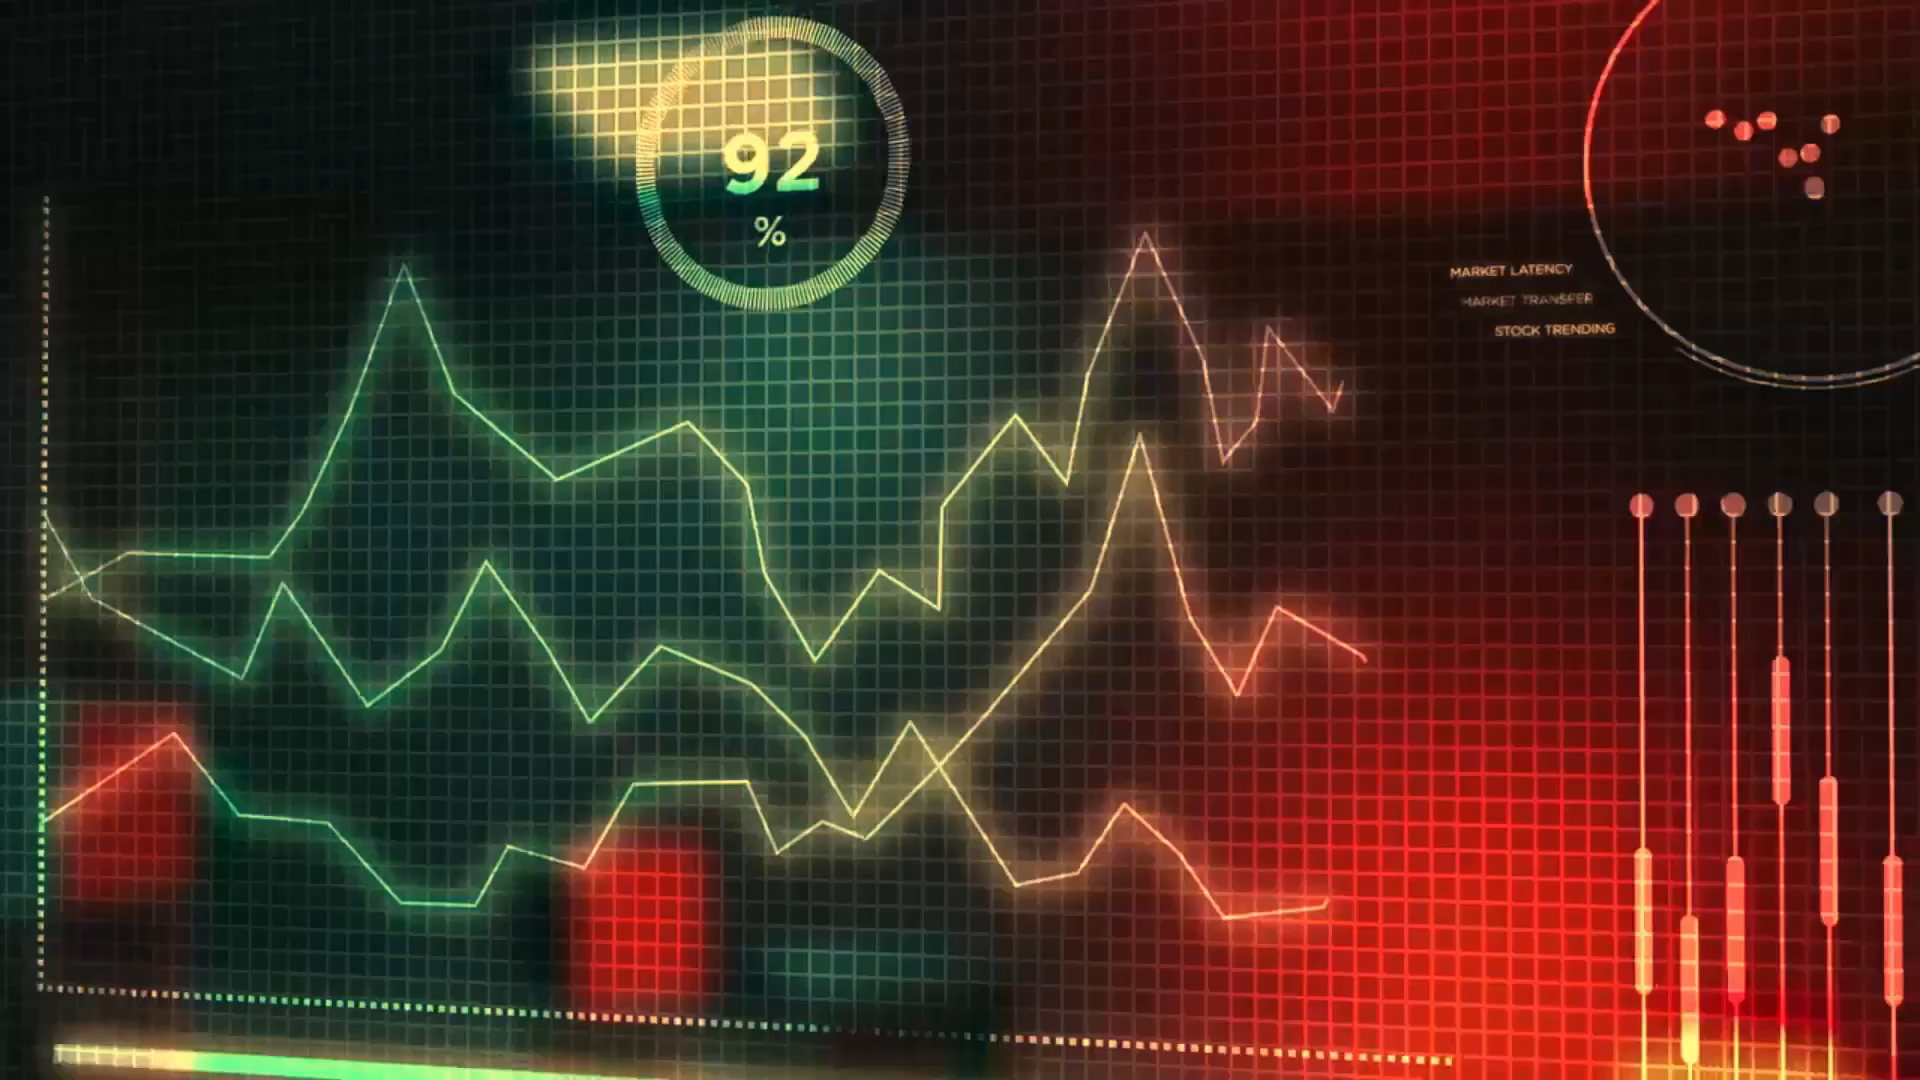 92
%
MARKET LATENCY
MARKET TRANSFER
STOCK TRENDING